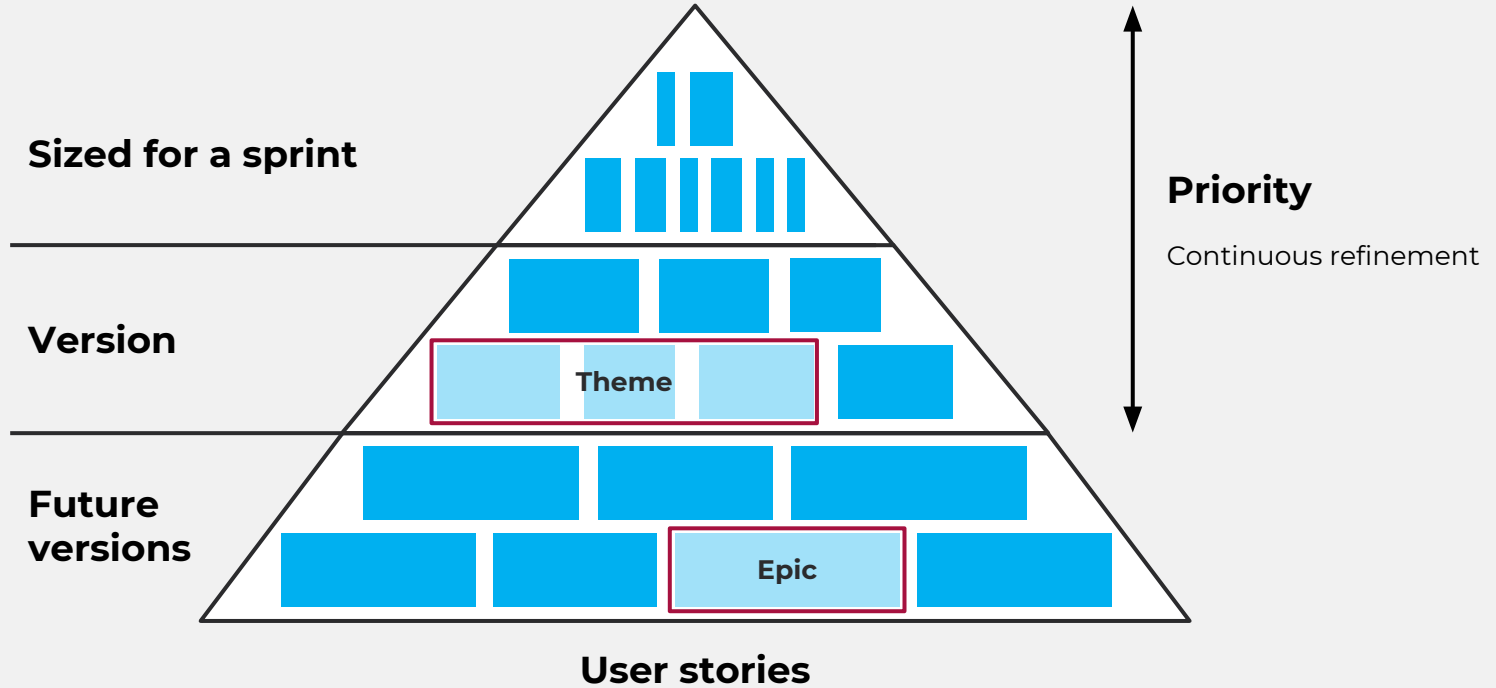 Sized for a sprint
Priority
Continuous refinement
Version
Theme
Future
versions
Epic
User stories